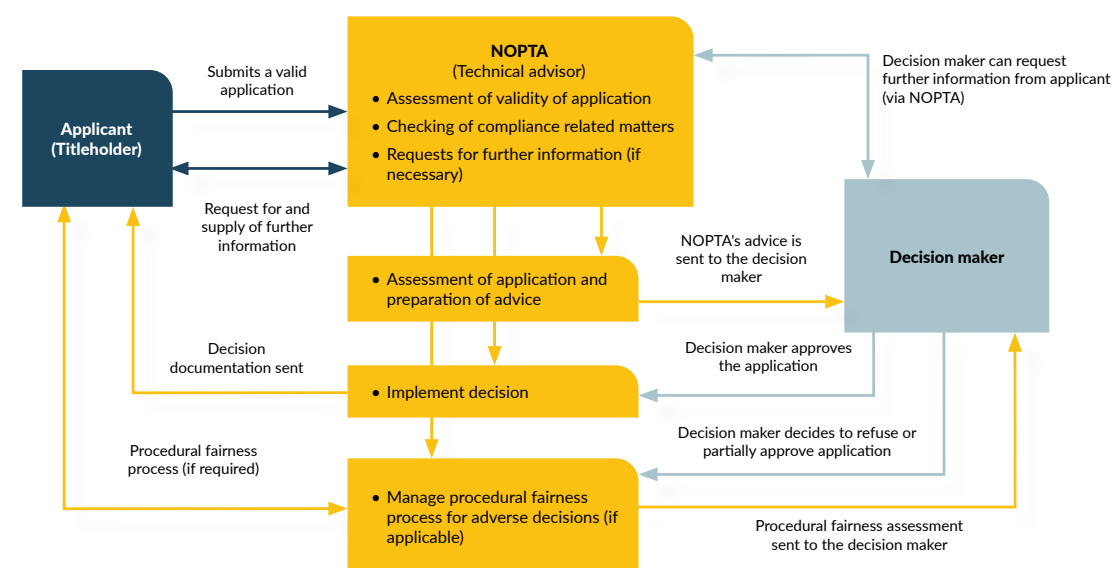 NOPTA
(Technical advisor)
• Assessment of validity of application
• Checking of compliance related matters
• Requests for further information (if
necessary)
Submits a valid
application
Applicant
(Titleholder)
Request for and
supply of further
information
Decision maker can request
further information from applicant
(via NOPTA)
Decision maker
NOPTA's advice is
sent to the decision
maker
• Assessment of application and
preparation of advice
Decision
documentation sent
Decision maker approves
the application
• Implement decision
Decision maker decides to refuse or
partially approve application
Procedural fairness
process (if required)
• Manage procedural fairness
process for adverse decisions (if
applicable)
Procedural fairness assessment
sent to the decision maker